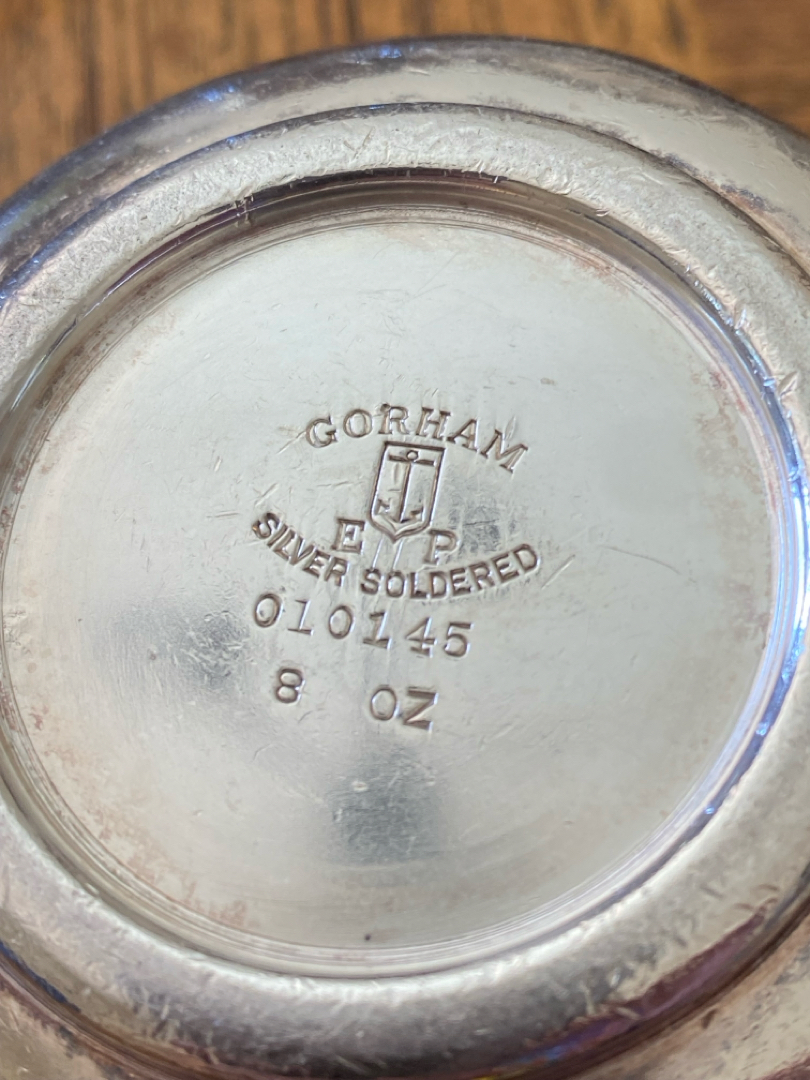 GORHAM
E P
SILVER SOLDERED
010145
8 OZ